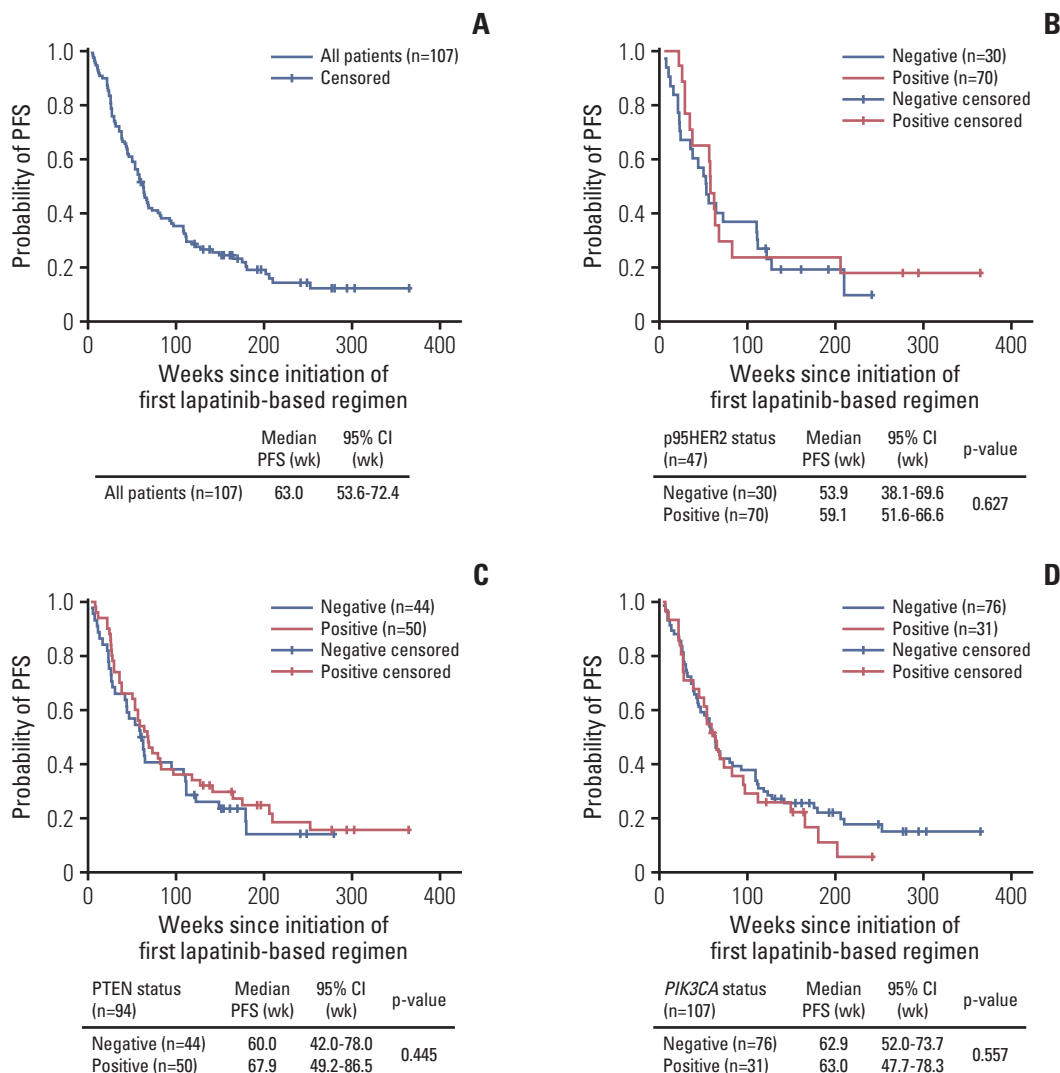 A
Probability of PFS
1.0
0.8
0.6
0.4
0.2
0
All patients (n=107)
Censored
0 100 200 300 400
Weeks since initiation of
first lapatinib-based regimen
Median 95% CI
PFS (wk) (wk)
All patients (n=107) 63.0 53.6-72.4
B
Probability of PFS
1.0
0.8
0.6
0.4
0.2
0
Negative (n=30)
Positive (n=70)
Negative censored
Positive censored
0 100 200 300 400
Weeks since initiation of
first lapatinib-based regimen
p95HER2 status Median 95% CI p-value
(n=47) PFS (wk) (wk)
Negative (n=30) 53.9 38.1-69.6 0.627
Positive (n=70) 59.1 51.6-66.6
C
Probability of PFS
1.0
0.8
0.6
0.4
0.2
0
Negative (n=44)
Positive (n=50)
Negative censored
Positive censored
0 100 200 300 400
Weeks since initiation of
first lapatinib-based regimen
PTEN status Median 95% CI p-value
(n=94) PFS (wk) (wk)
Negative (n=44) 60.0 42.0-78.0 0.445
Positive (n=50) 67.9 49.2-86.5
D
Probability of PFS
1.0
0.8
0.6
0.4
0.2
0
Negative (n=76)
Positive (n=31)
Negative censored
Positive censored
0 100 200 300 400
Weeks since initiation of
first lapatinib-based regimen
PIK3CA status Median 95% CI p-value
(n=107) PFS (wk) (wk)
Negative (n=76) 62.9 52.0-73.7 0.557
Positive (n=31) 63.0 47.7-78.3